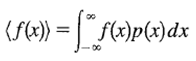 ⟨f(x)⟩ = ∫_{-∞}^{∞} f(x)p(x)dx